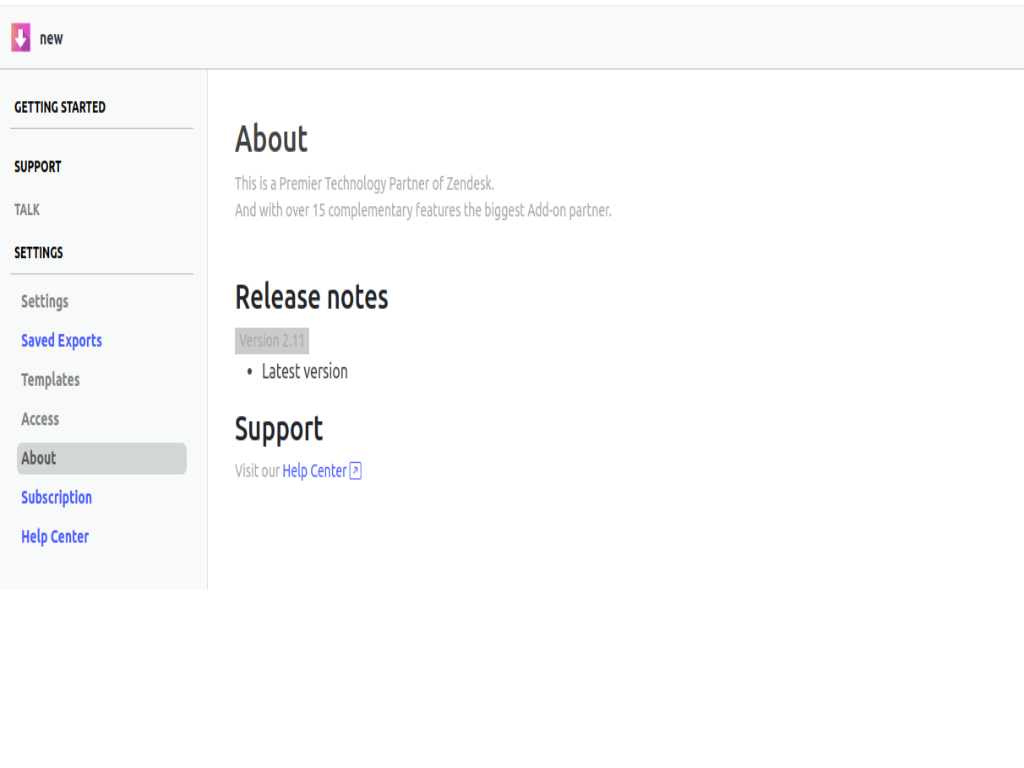 new
GETTING STARTED
SUPPORT
TALK
SETTINGS
Settings
Saved Exports
Templates
Access
About
Subscription
Help Center
About
This is a Premier Technology Partner of Zendesk.
And with over 15 complementary features the biggest Add-on partner.
Release notes
Version 2.11
• Latest version
Support
Visit our Help Center